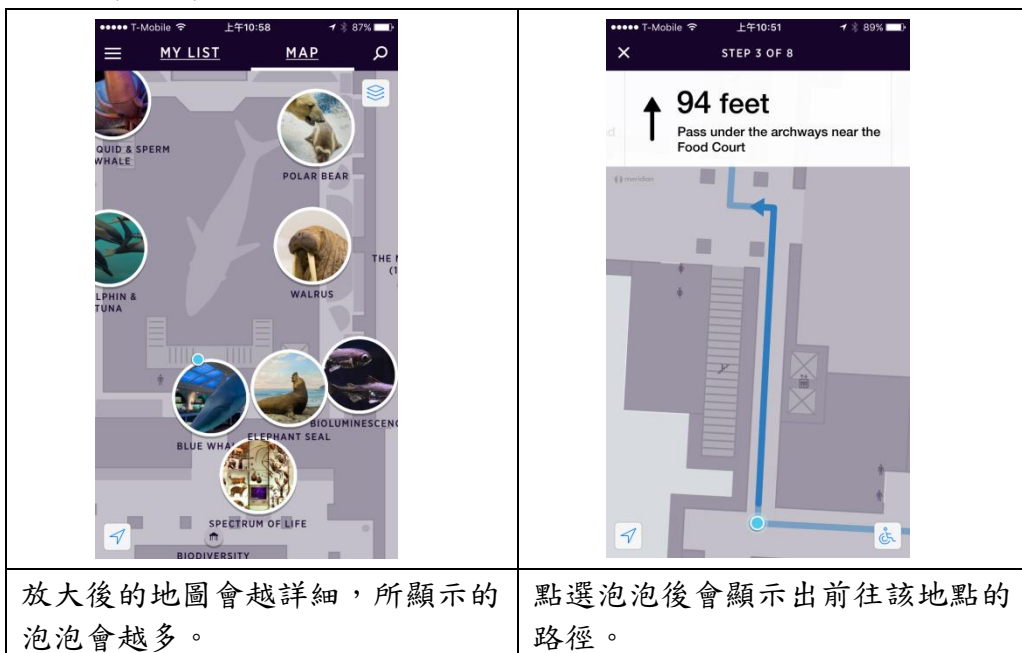 T-Mobile 上午10:58 87%
MY LIST MAP
QUID & SPERM
WHALE
POLAR BEAR
LPHIN &
TUNA
WALRUS
THE
BLUE WHA
ELEPHANT SEAL
BIOLUMINESCEN
SPECTRUM OF LIFE
BIODIVERSITY
放大後的地圖會越詳細,所顯示的
泡泡會越多。
T-Mobile 上午10:51 89%
STEP 3 OF 8
94 feet
Pass under the archways near the
Food Court
meridian
點選泡泡後會顯示出前往該地點的
路徑。